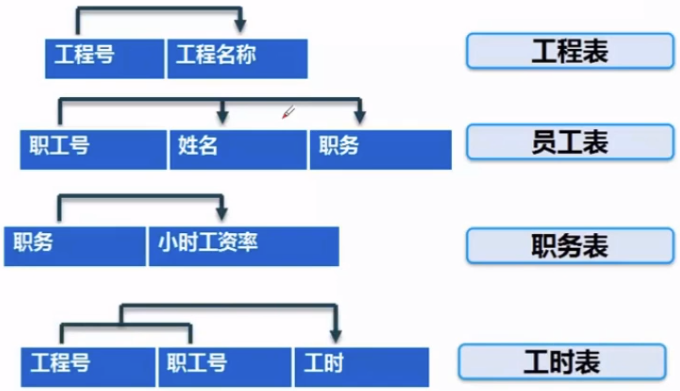 工程号 工程名称 工程表
职工号 姓名 职务 员工表
职务 小时工资率 职务表
工程号 职工号 工时 工时表